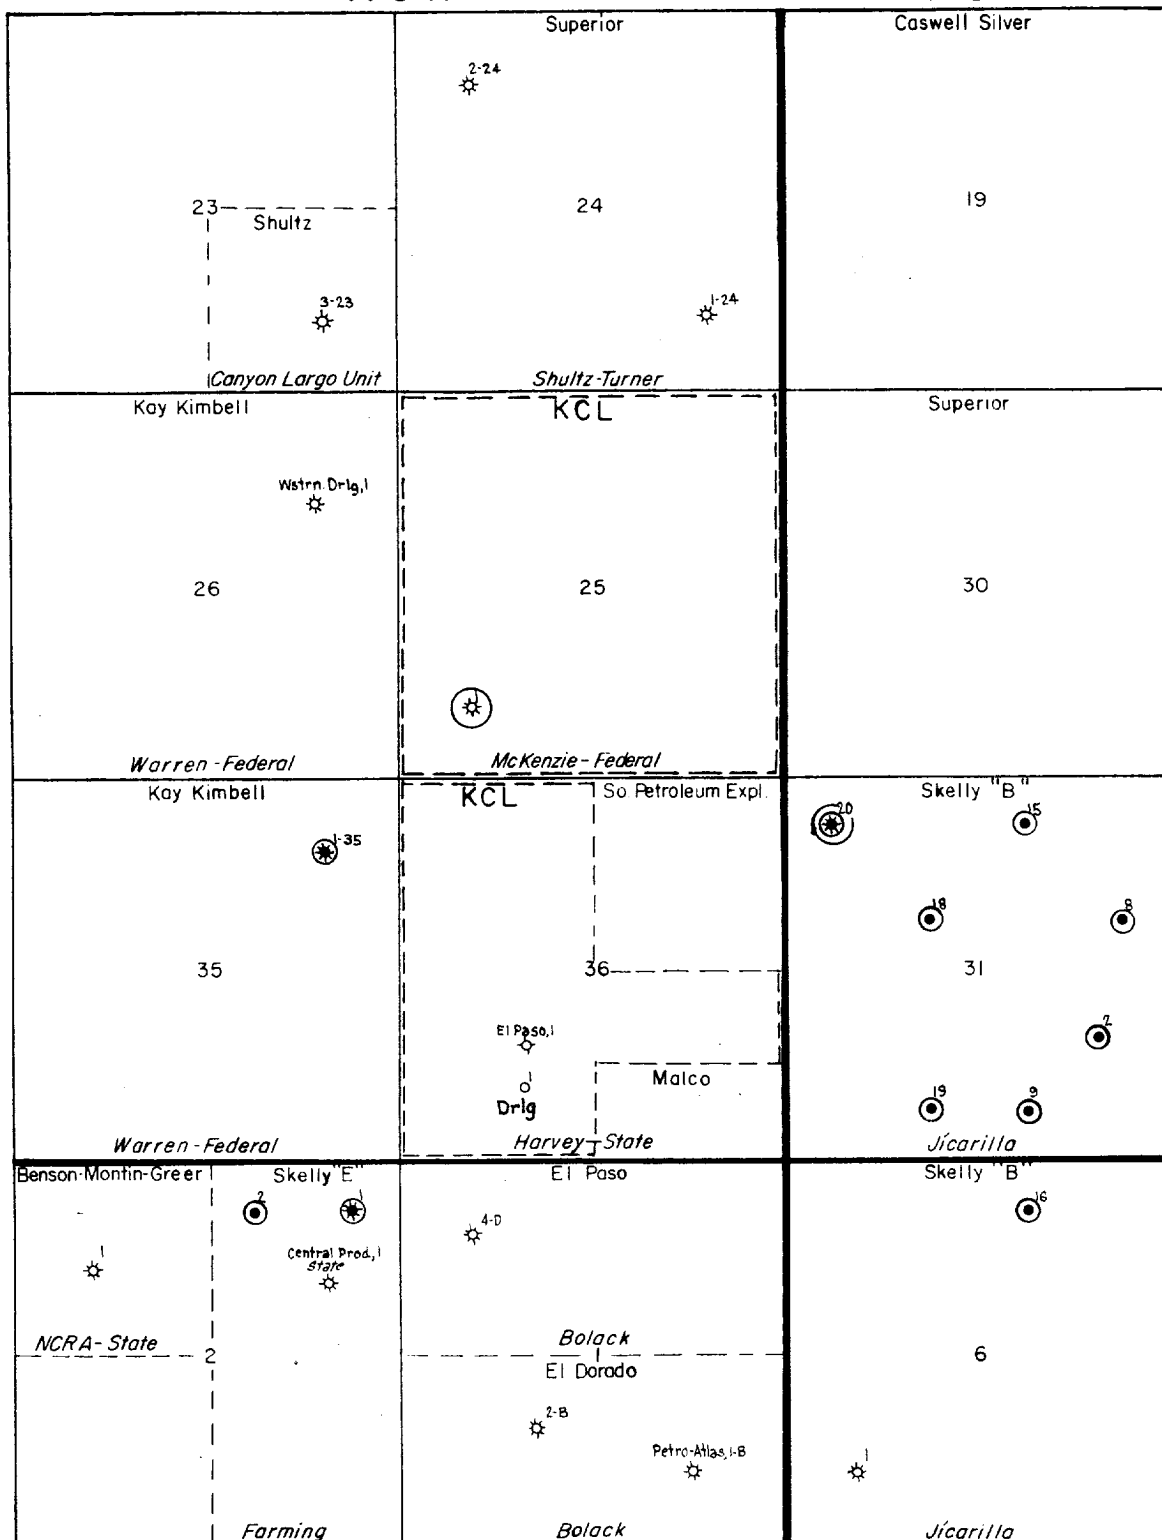 Superior
Caswell Silver
2-24
23
Shultz
24
19
3-23
1-24
Canyon Largo Unit
Shultz-Turner
Kay Kimbell
KCL
Superior
Wstrn. Drlg, 1
26
25
30
1
Warren-Federal
McKenzie-Federal
Kay Kimbell
KCL
So Petroleum Expl.
Skelly "B"
1-35
20
15
18
8
35
36
31
El Paso, 1
1
Drlg
Malco
19
9
Warren-Federal
Harvey-State
Jicarilla
Benson-Montin-Greer
Skelly "E"
El Paso
Skelly "B"
2
1
16
1
Central Prod., 1
State
4-D
NCRA-State
2
Bolack
1
6
El Dorado
2-B
Petro-Atlas, 1-B
1
Farming
Bolack
Jicarilla